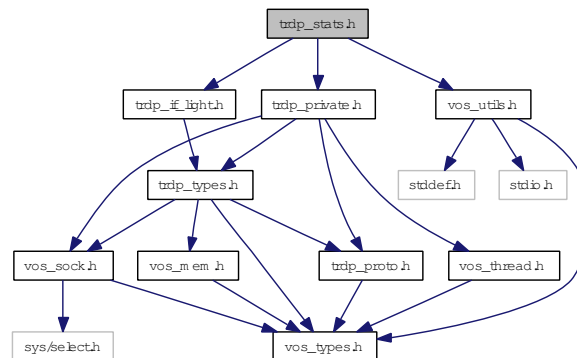 trdp_stats.h
trdp_if_light.h
trdp_private.h
vos_utils.h
trdp_types.h
stddef.h
stdio.h
vos_sock.h
vos_mem.h
trdp_proto.h
vos_thread.h
sys/select.h
vos_types.h